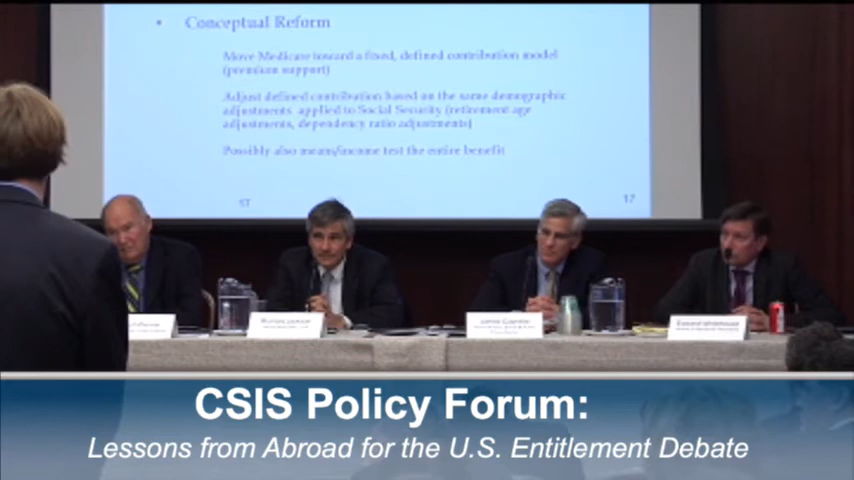 • Conceptual Reform
Move Medicare toward a fixed, defined contribution model
(premium support)
Adjust defined contribution based on the same demographic
adjustments applied to Social Security (retirement age
adjustments, dependency ratio adjustments)
Possibly also means/income test the entire benefit
17
CSIS Policy Forum:
Lessons from Abroad for the U.S. Entitlement Debate